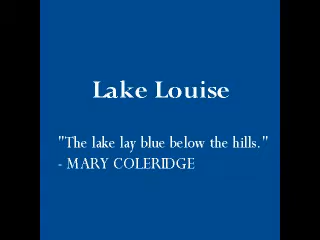 Lake Louise
"The lake lay blue below the hills."
- MARY COLERIDGE